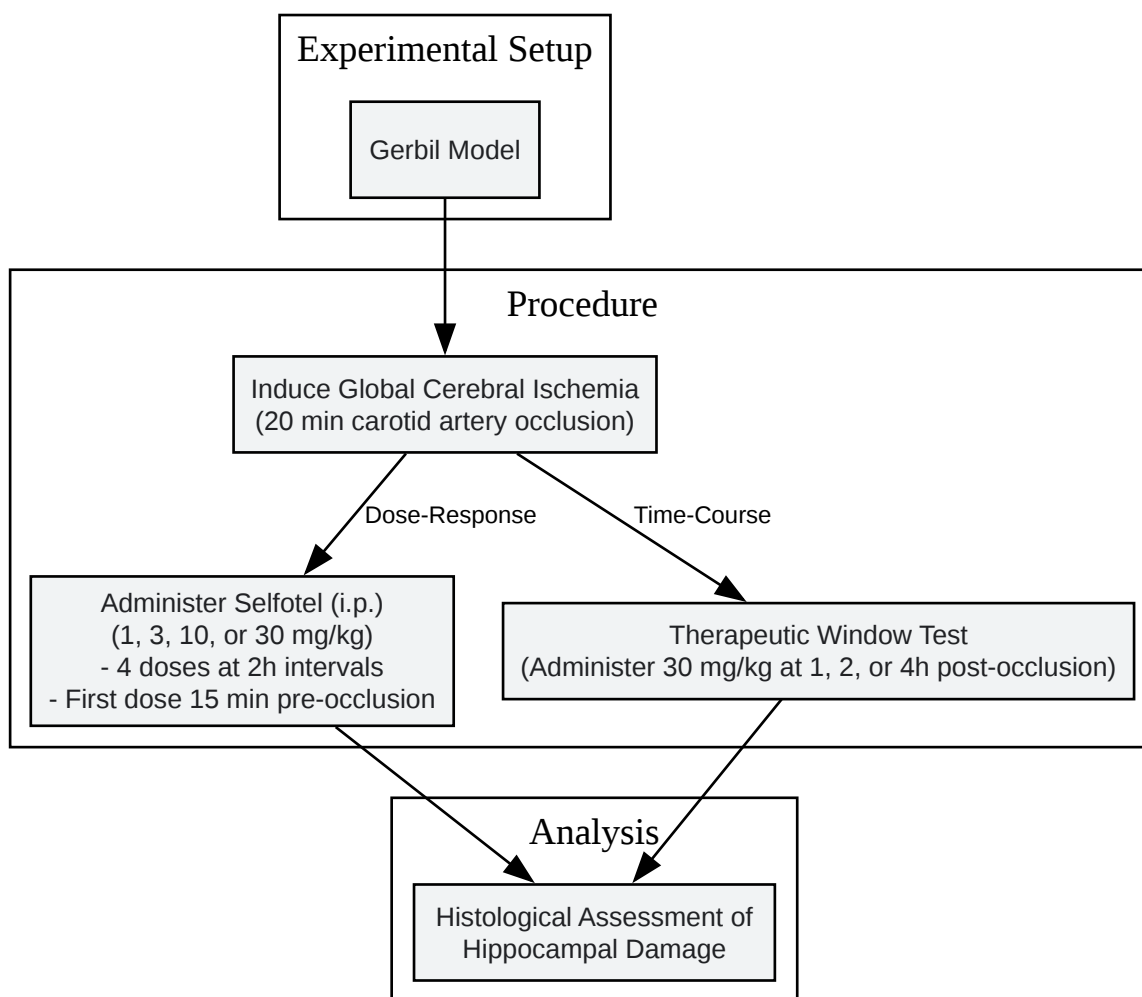 Experimental Setup
Gerbil Model
Procedure
Induce Global Cerebral Ischemia
(20 min carotid artery occlusion)
Dose-Response
Time-Course
Administer Selfotel (i.p.)
(1, 3, 10, or 30 mg/kg)
- 4 doses at 2h intervals
- First dose 15 min pre-occlusion
Therapeutic Window Test
(Administer 30 mg/kg at 1, 2, or 4h post-occlusion)
Analysis
Histological Assessment of
Hippocampal Damage